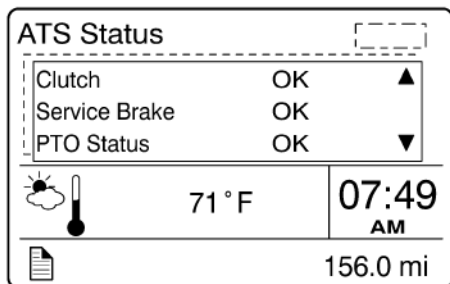 ATS Status
Clutch OK
Service Brake OK
PTO Status OK
71°F
07:49
AM
156.0 mi